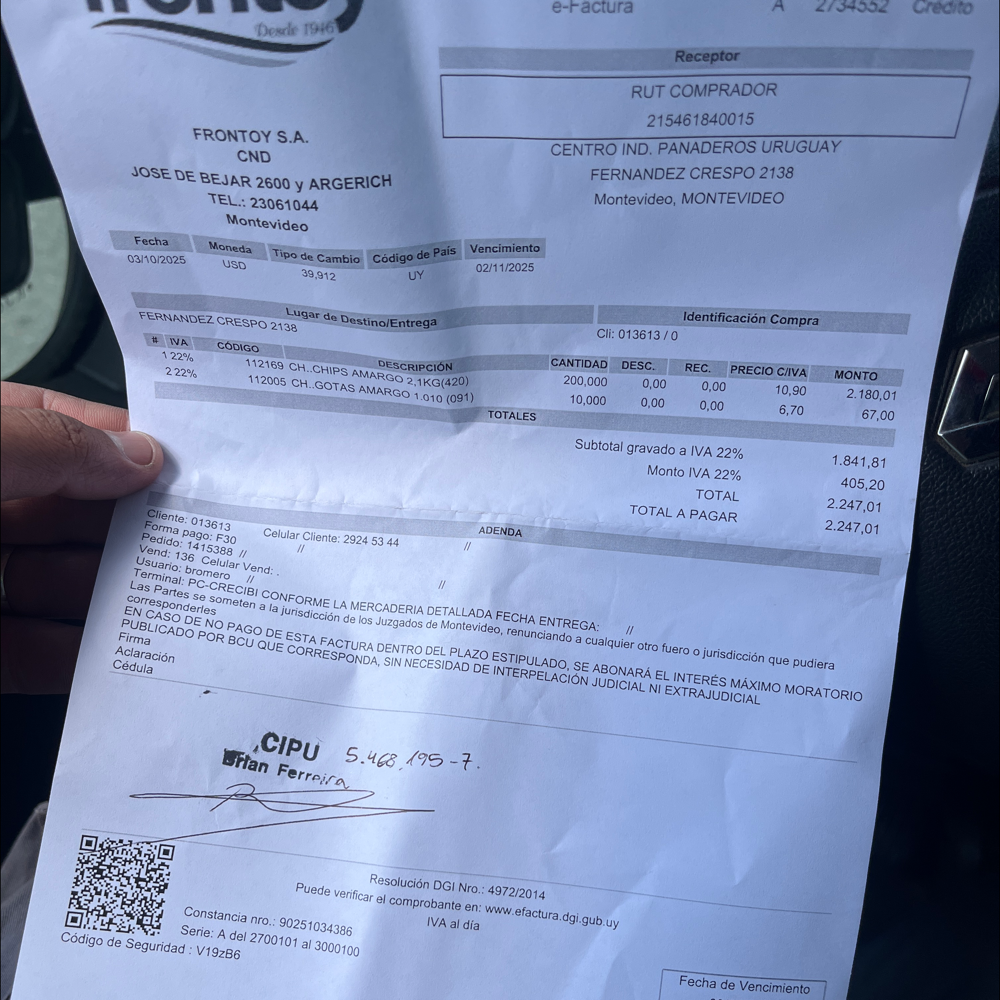 frontoy
Desde 1946
e-Factura A 2734552 Crédito
Receptor
RUT COMPRADOR
215461840015
CENTRO IND. PANADEROS URUGUAY
FERNANDEZ CRESPO 2138
Montevideo, MONTEVIDEO
FRONTOY S.A.
CND
JOSE DE BEJAR 2600 y ARGERICH
TEL.: 23061044
Montevideo
Fecha Moneda Tipo de Cambio Código de País Vencimiento
03/10/2025 USD 39,912 UY 02/11/2025
Lugar de Destino/Entrega Identificación Compra
FERNANDEZ CRESPO 2138 Cli: 013613 / 0
# IVA CÓDIGO DESCRIPCIÓN CANTIDAD DESC. REC. PRECIO C/IVA MONTO
1 22% 112169 CH..CHIPS AMARGO 2,1KG(420) 200,000 0,00 0,00 10,90 2.180,01
2 22% 112005 CH..GOTAS AMARGO 1.010 (091) 10,000 0,00 0,00 6,70 67,00
TOTALES
Subtotal gravado a IVA 22% 1.841,81
Monto IVA 22% 405,20
TOTAL 2.247,01
TOTAL A PAGAR 2.247,01
ADENDA
Cliente: 013613 Celular Cliente: 2924 53 44 //
Forma pago: F30 //
Pedido: 1415388 //
Vend: 136 Celular Vend: . //
Usuario: bromero //
Terminal: PC-CRECIBI CONFORME LA MERCADERIA DETALLADA FECHA ENTREGA: //
Las Partes se someten a la jurisdicción de los Juzgados de Montevideo, renunciando a cualquier otro fuero o jurisdicción que pudiera
corresponderles
EN CASO DE NO PAGO DE ESTA FACTURA DENTRO DEL PLAZO ESTIPULADO, SE ABONARÁ EL INTERÉS MÁXIMO MORATORIO
PUBLICADO POR BCU QUE CORRESPONDA, SIN NECESIDAD DE INTERPELACIÓN JUDICIAL NI EXTRAJUDICIAL
Firma
Aclaración
Cédula
CIPU 5.468.195-7.
Brian Ferreira
Resolución DGI Nro.: 4972/2014
Puede verificar el comprobante en: www.efactura.dgi.gub.uy
IVA al día
Constancia nro.: 90251034386
Serie: A del 2700101 al 3000100
Código de Seguridad : V19zB6
Fecha de Vencimiento